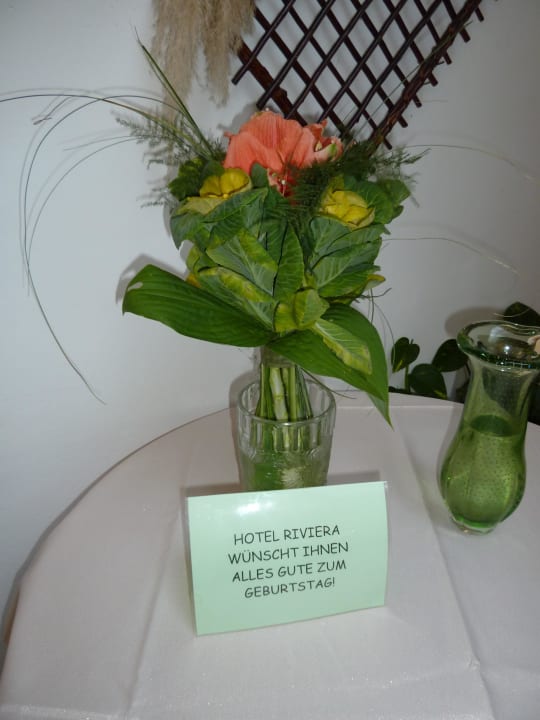 HOTEL RIVIERA
WÜNSCHT IHNEN
ALLES GUTE ZUM
GEBURTSTAG!